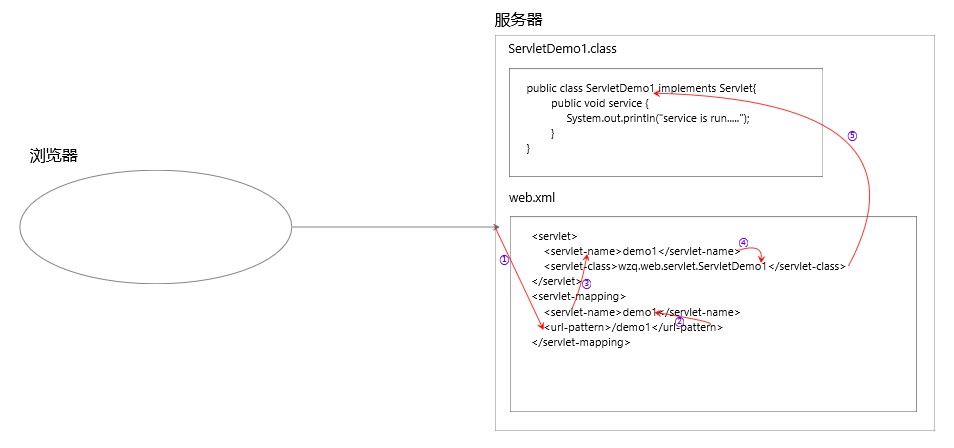 服务器
ServletDemo1.class
public class ServletDemo1 implements Servlet{
public void service {
System.out.println("service is run.....");
}
}
⑤
浏览器
web.xml
<servlet>
<servlet-name>demo1</servlet-name>
④
<servlet-class>wzq.web.servlet.ServletDemo1</servlet-class>
①
</servlet>
③
<servlet-mapping>
<servlet-name>demo1</servlet-name>
②
<url-pattern>/demo1</url-pattern>
</servlet-mapping>